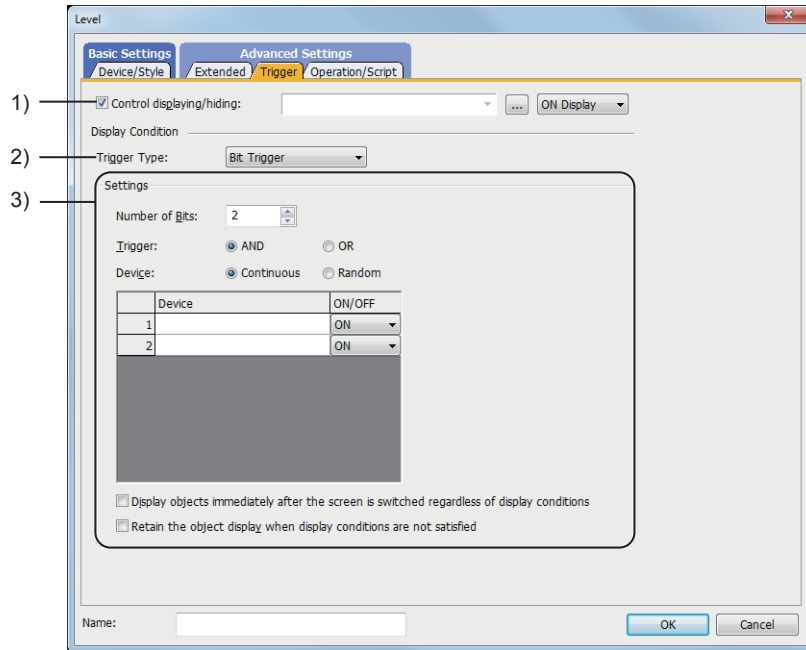 Level
x
Basic Settings
Advanced Settings
Device/Style
Extended
Trigger
Operation/Script
1)
Control displaying/hiding:
...
ON Display
Display Condition
2)
Trigger Type:
Bit Trigger
3)
Settings
Number of Bits:
2
Trigger:
AND
OR
Device:
Continuous
Random
Device
ON/OFF
1
ON
2
ON
Display objects immediately after the screen is switched regardless of display conditions
Retain the object display when display conditions are not satisfied
Name:
OK
Cancel